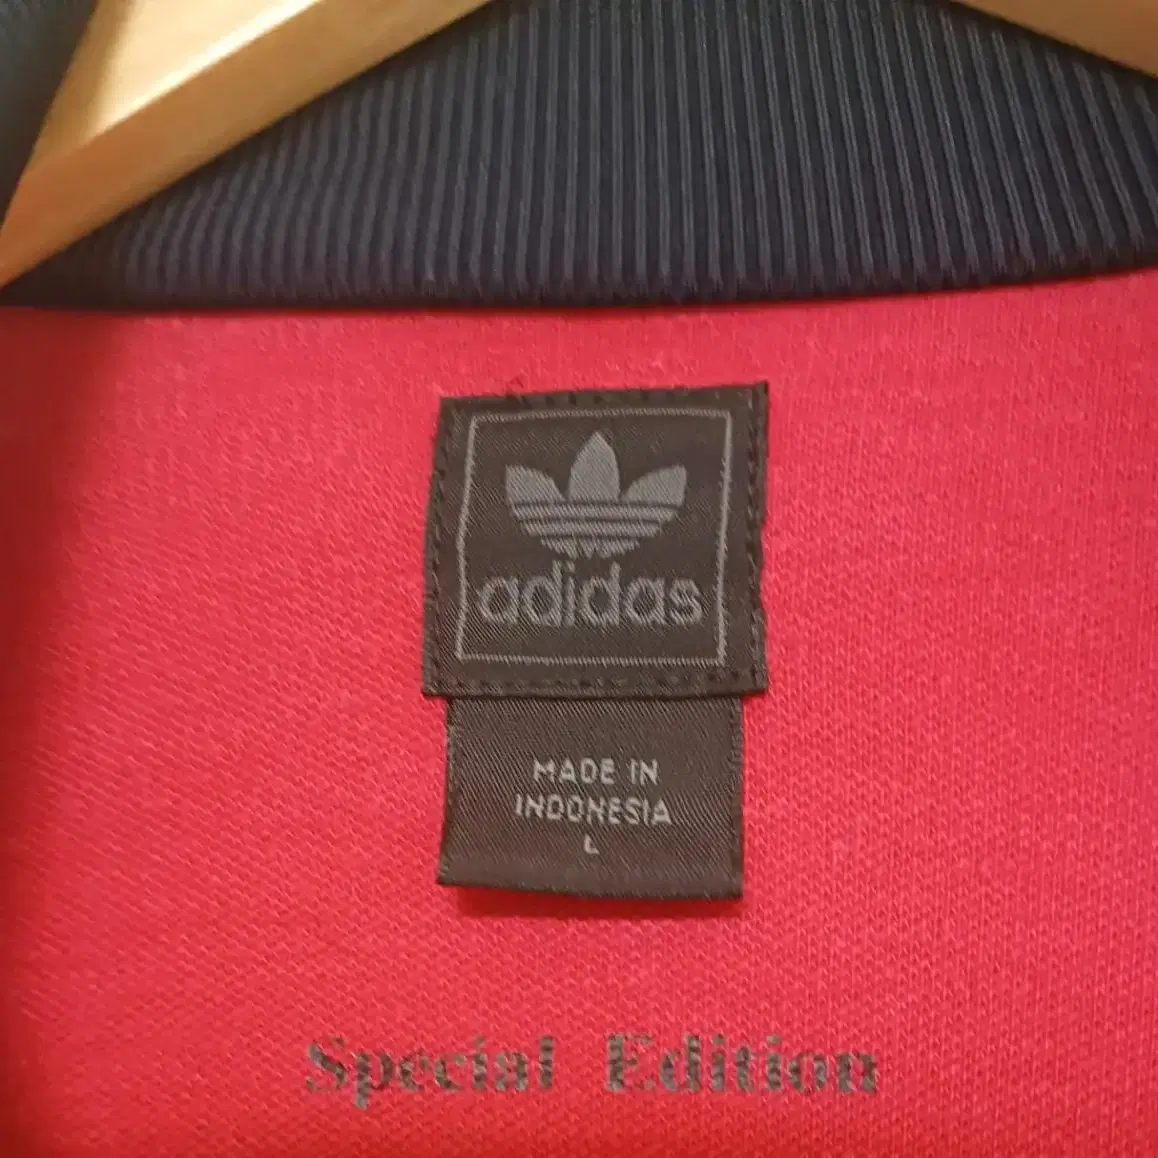 adidas
MADE IN
INDONESIA
L
Special Edition